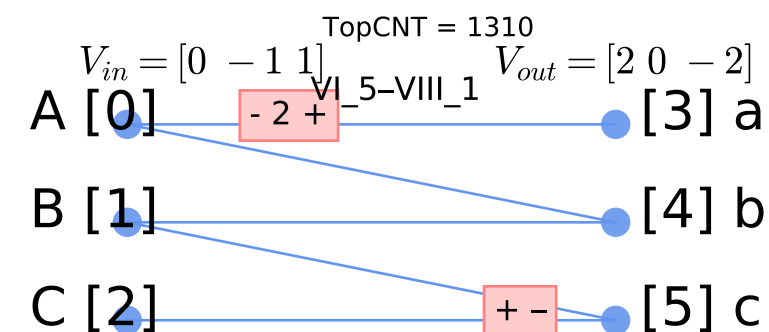 TopCNT = 1310
V_in = [0 −1 1]
V_out = [2 0 −2]
VI_5–VIII_1
A [0]
- 2 +
[3] a
B [1]
[4] b
C [2]
+ –
[5] c